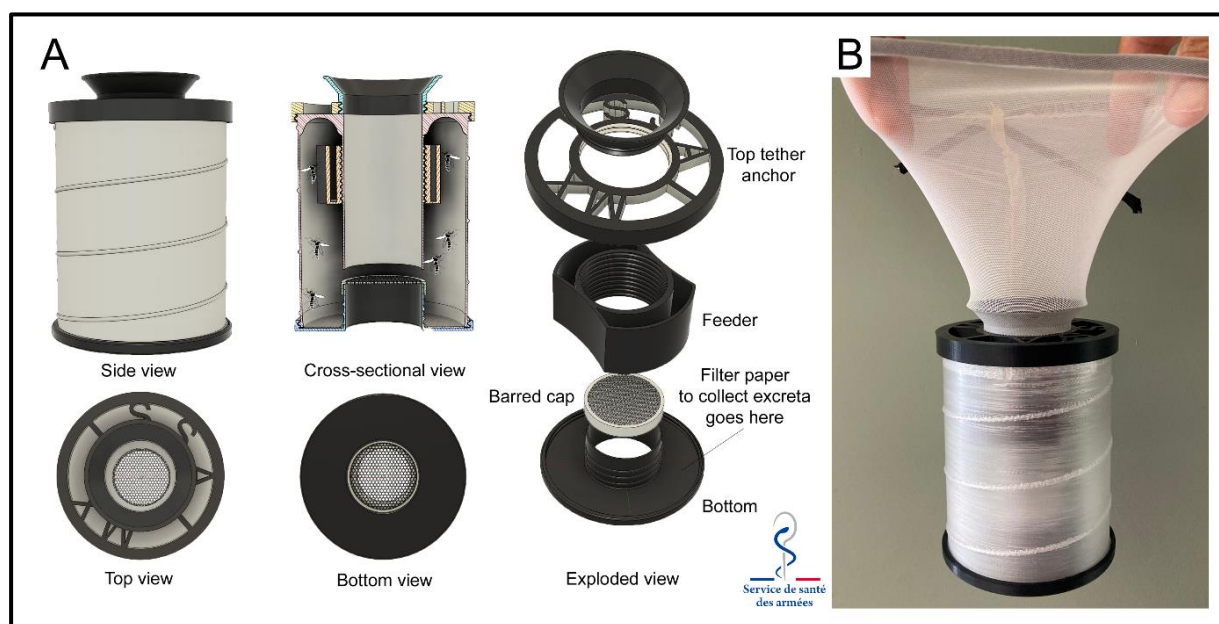 A
Side view
Cross-sectional view
Top tether
anchor
Feeder
Barred cap
Filter paper
to collect excreta
goes here
Bottom
Top view
Bottom view
Exploded view
Service de santé
des armées
B